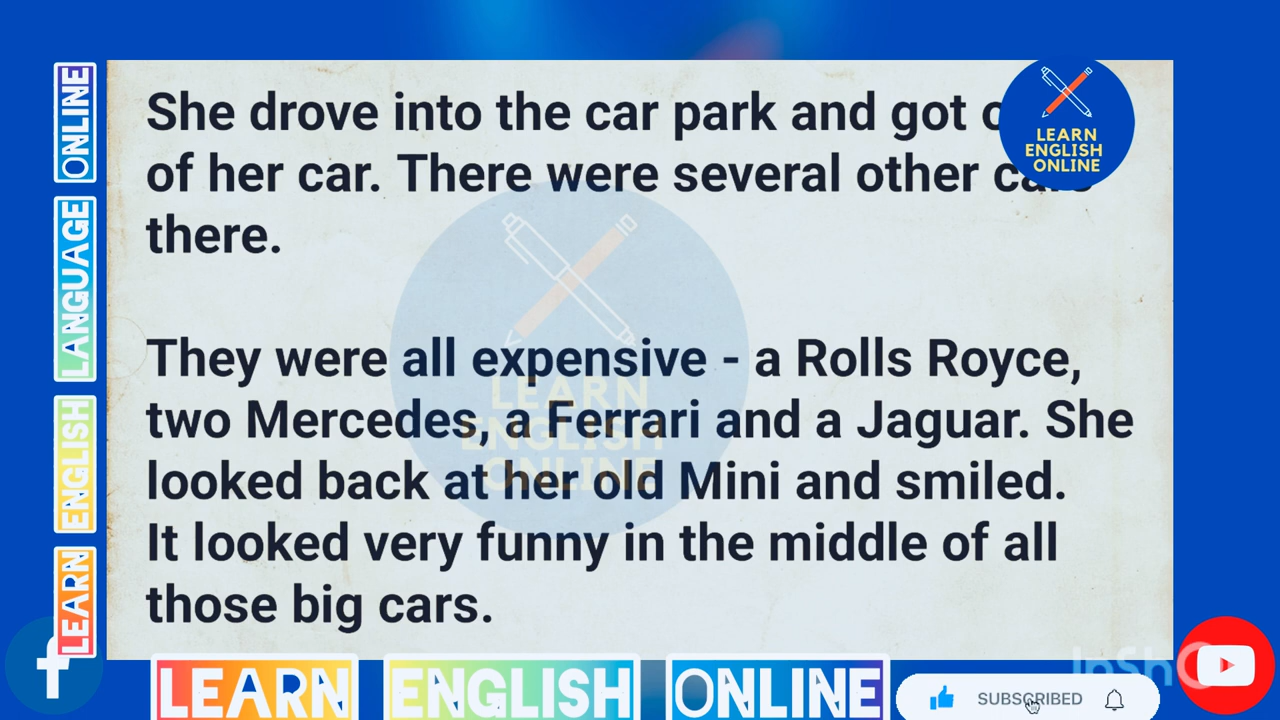 She drove into the car park and got
of her car. There were several other
there.
They were all expensive - a Rolls Royce,
two Mercedes, a Ferrari and a Jaguar. She
looked back at her old Mini and smiled.
It looked very funny in the middle of all
those big cars.
LEARN
ENGLISH
ONLINE
LEARN
ENGLISH
ONLINE
LEARN ENGLISH LANGUAGE ONLINE
LEARN ENGLISH ONLINE
SUBSCRIBED